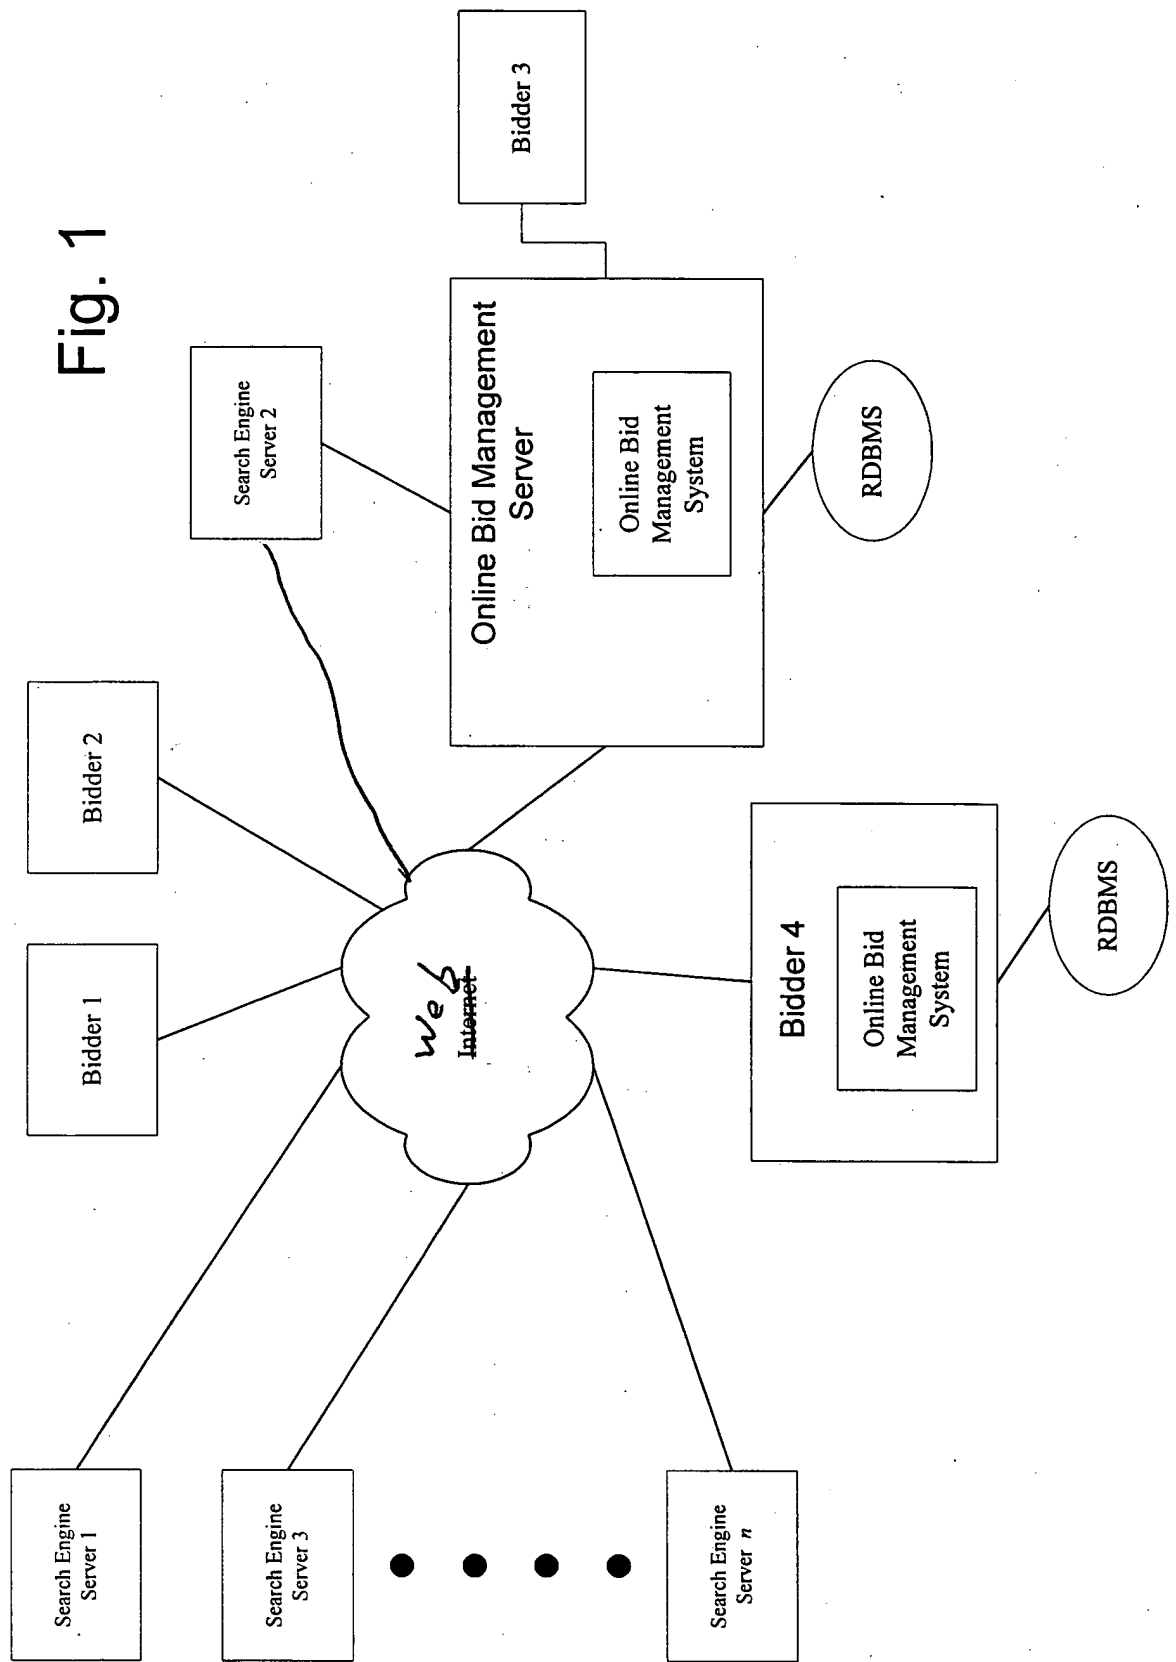 Fig. 1
Search Engine
Server 1
Bidder 1
Bidder 2
Search Engine
Server 2
Search Engine
Server 3
Web
Internet
Online Bid Management
Server
Online Bid
Management
System
Bidder 3
Search Engine
Server n
Bidder 4
Online Bid
Management
System
RDBMS
RDBMS